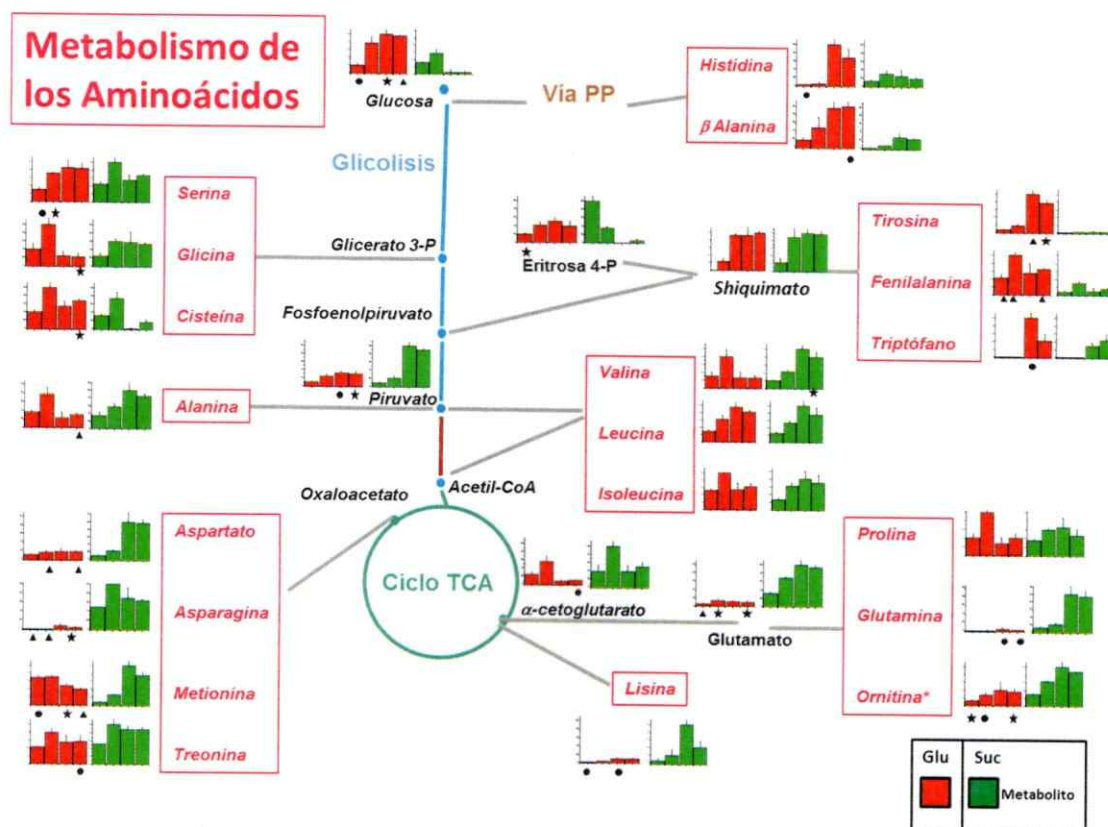 Metabolismo de
los Aminoácidos
Glucosa
Vía PP
Histidina
β Alanina
Glicolisis
Serina
Glicina
Cisteína
Glicerato 3-P
Eritrosa 4-P
Shiquimato
Tirosina
Fenilalanina
Triptófano
Fosfoenolpiruvato
Piruvato
Alanina
Valina
Leucina
Isoleucina
Oxaloacetato
Acetil-CoA
Aspartato
Asparagina
Metionina
Treonina
Ciclo TCA
α-cetoglutarato
Glutamato
Prolina
Glutamina
Ornitina*
Lisina
Glu Suc
Metabolito